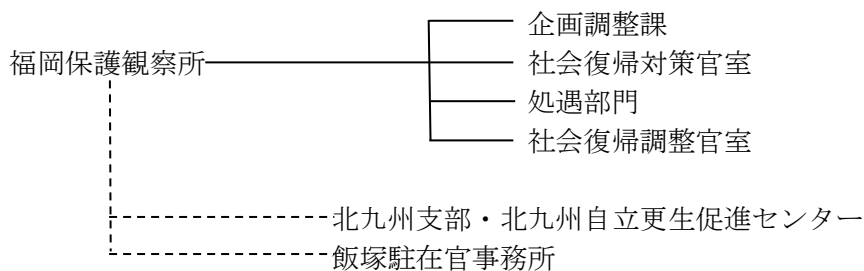 企画調整課
福岡保護観察所
社会復帰対策官室
処遇部門
社会復帰調整官室
北九州支部・北九州自立更生促進センター
飯塚駐在官事務所